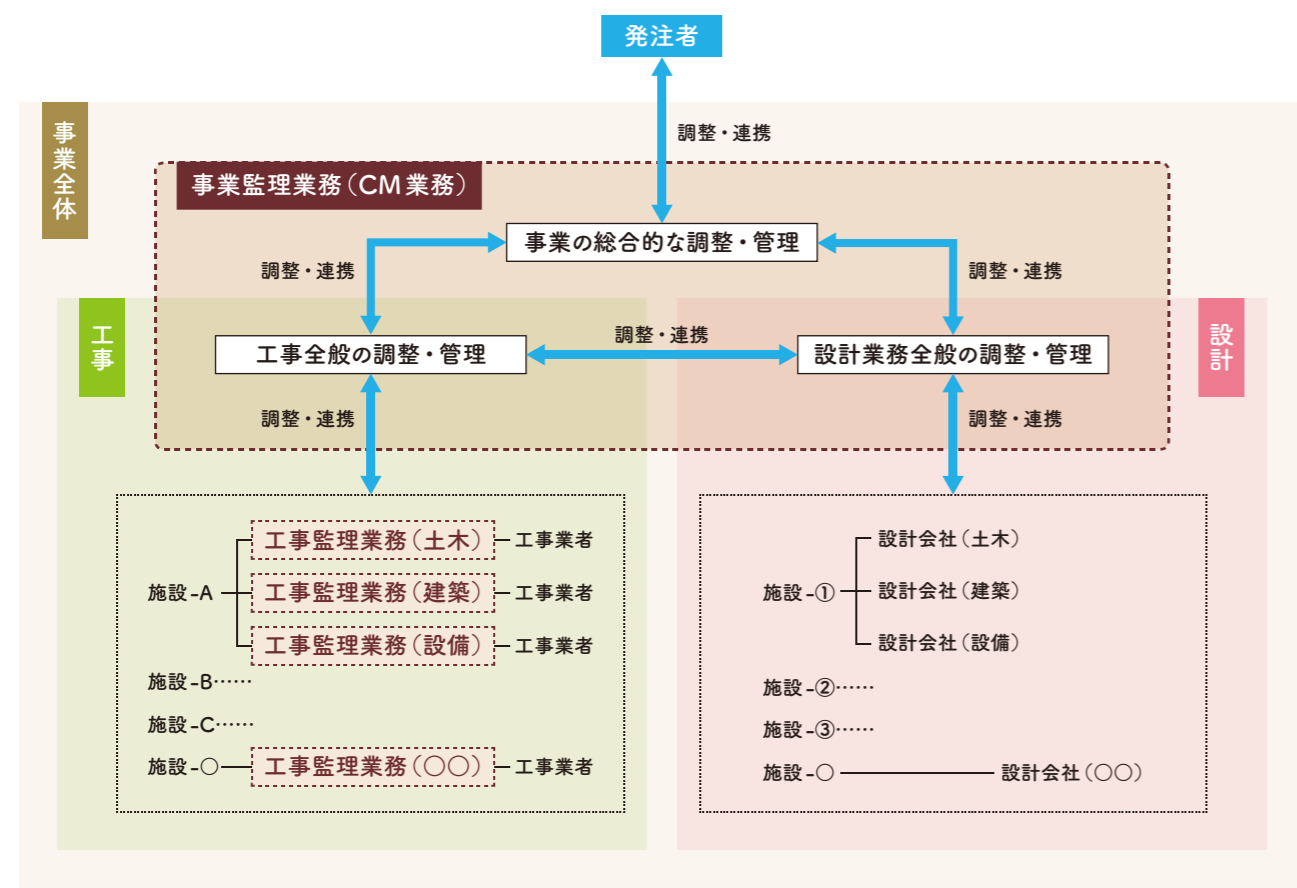 発注者
調整・連携
事業全体
事業監理業務（CM業務）
事業の総合的な調整・管理
調整・連携
調整・連携
工事
設計
調整・連携
工事全般の調整・管理
設計業務全般の調整・管理
調整・連携
調整・連携
施設-A
工事監理業務（土木） 工事業者
工事監理業務（建築） 工事業者
工事監理業務（設備） 工事業者
施設-B……
施設-C……
施設-〇 工事監理業務（〇〇） 工事業者
施設-①
設計会社（土木）
設計会社（建築）
設計会社（設備）
施設-②……
施設-③……
施設-〇 設計会社（〇〇）